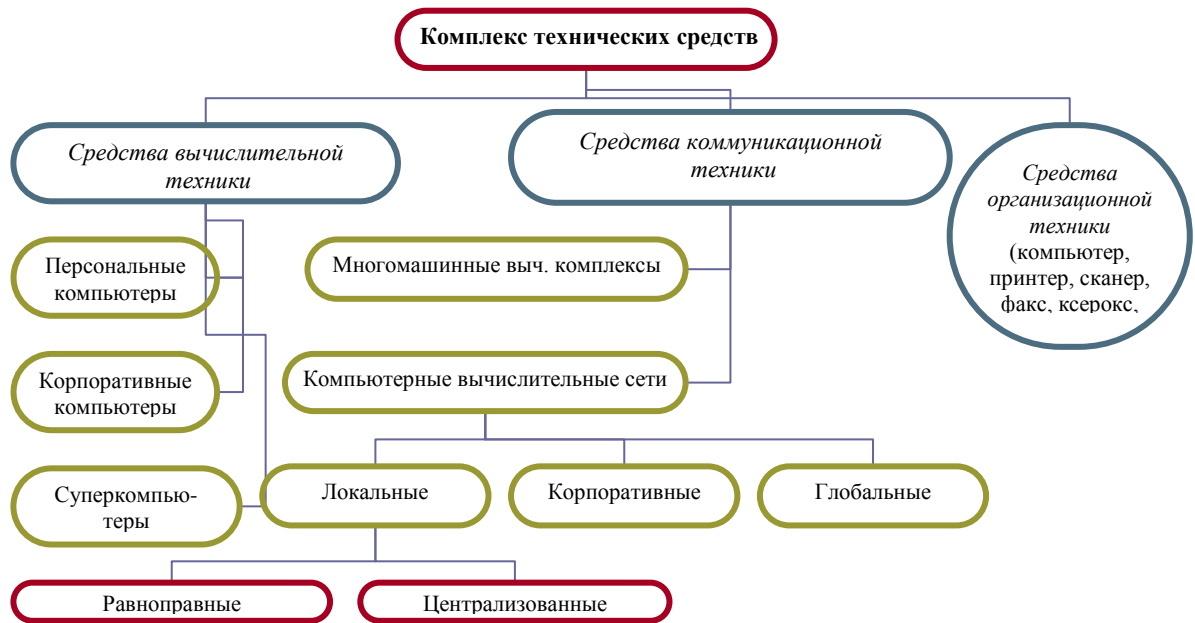 Комплекс технических средств
Средства вычислительной
техники
Средства коммуникационной
техники
Средства
организационной
техники
(компьютер,
принтер, сканер,
факс, ксерокс,
Персональные
компьютеры
Многомашинные выч. комплексы
Корпоративные
компьютеры
Компьютерные вычислительные сети
Суперкомпью-
теры
Локальные
Корпоративные
Глобальные
Равноправные
Централизованные